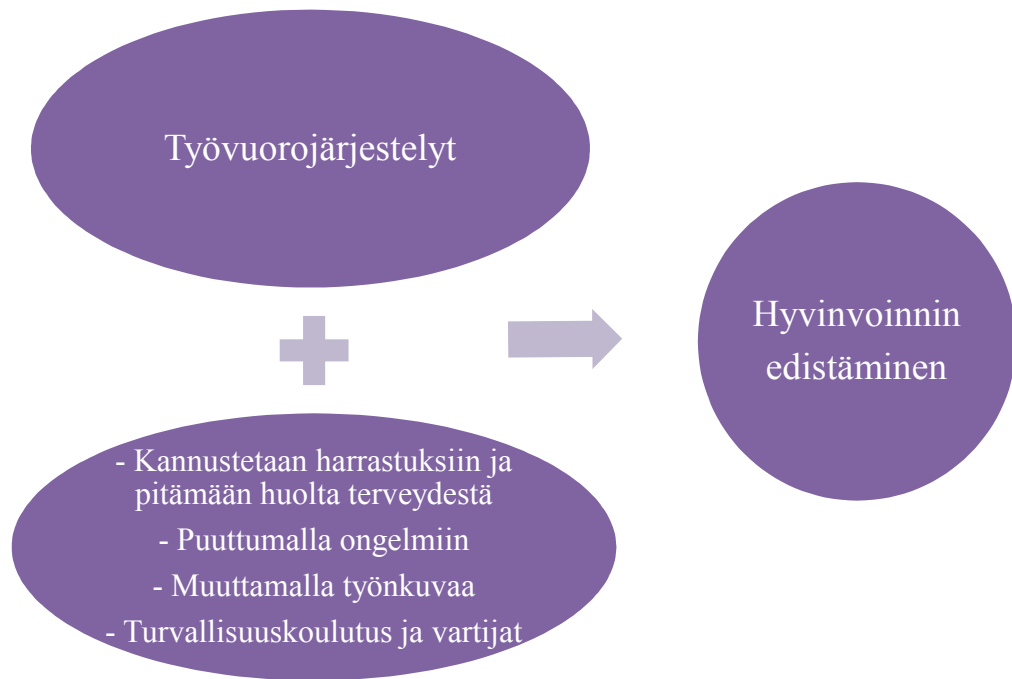 Työvuorojärjestelyt
- Kannustetaan harrastuksiin ja
pitämään huolta terveydestä
- Puuttumalla ongelmiin
- Muuttamalla työnkuvaa
- Turvallisuuskoulutus ja vartijat
Hyvinvoinnin
edistäminen